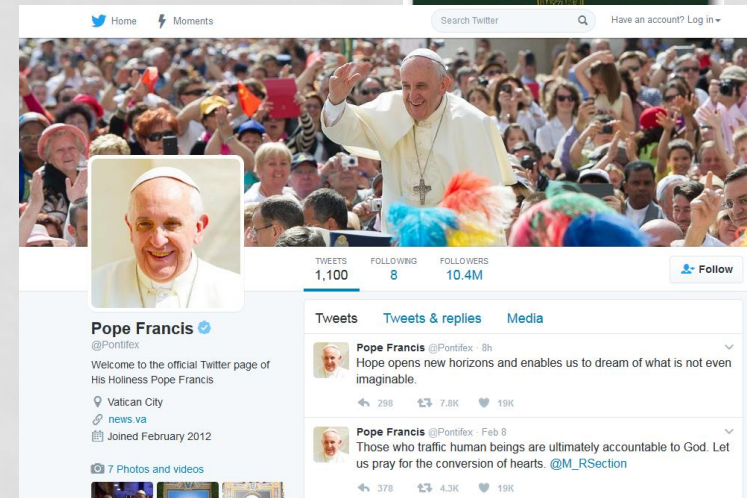 Home Moments Search Twitter Have an account? Log in
TWEETS FOLLOWING FOLLOWERS
1,100 8 10.4M Follow
Pope Francis
@Pontifex
Welcome to the official Twitter page of
His Holiness Pope Francis
Vatican City
news.va
Joined February 2012
7 Photos and videos
Tweets Tweets & replies Media
Pope Francis @Pontifex · 8h
Hope opens new horizons and enables us to dream of what is not even
imaginable.
298 7.8K 19K
Pope Francis @Pontifex · Feb 8
Those who traffic human beings are ultimately accountable to God. Let
us pray for the conversion of hearts. @M_RSection
378 4.3K 19K